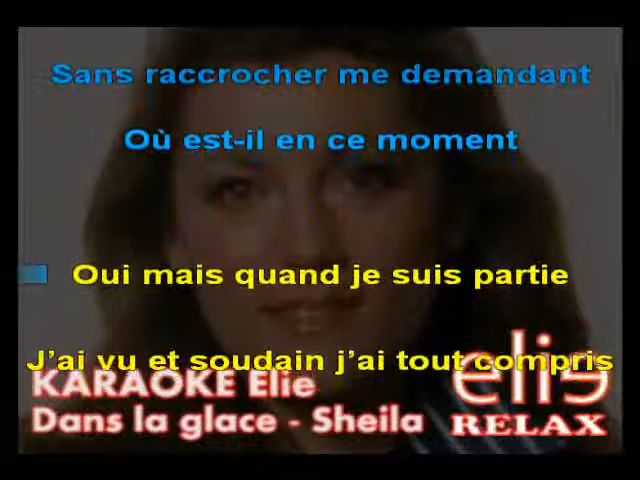 Sans raccrocher me demandant
Où est-il en ce moment
Oui mais quand je suis partie
J'ai vu et soudain j'ai tout compris
KARAOKE Elie
Dans la glace - Sheila
elie
RELAX